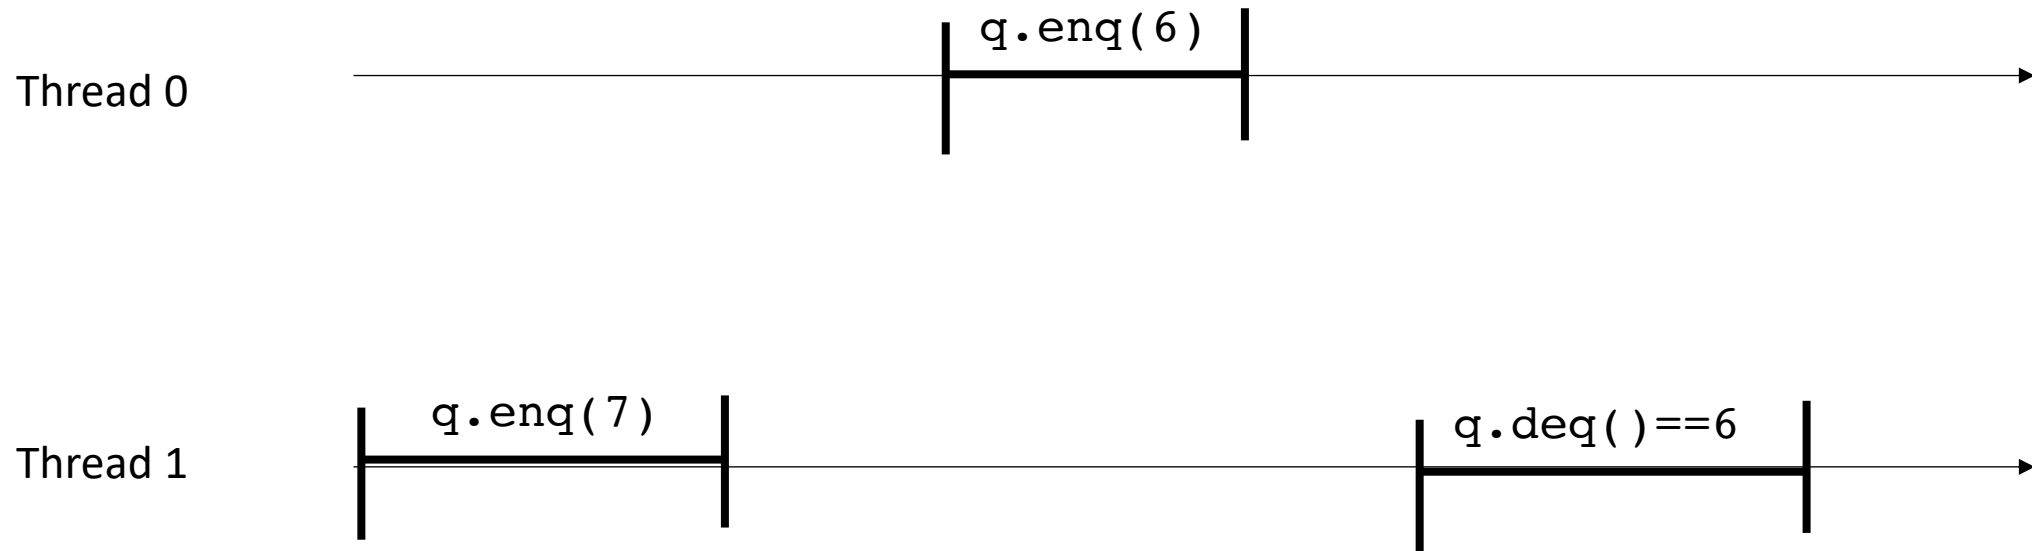 q.enq(6)
Thread 0
q.enq(7)
q.deq()==6
Thread 1